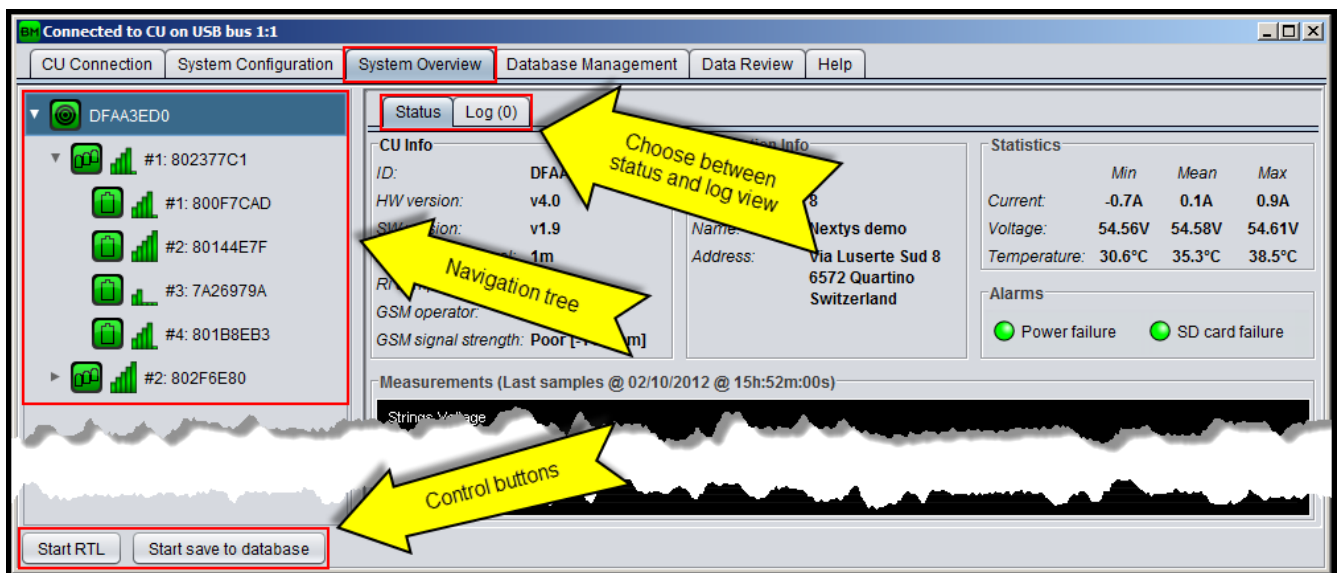 BM Connected to CU on USB bus 1:1
CU Connection System Configuration System Overview Database Management Data Review Help
DFAA3ED0
#1: 802377C1
#1: 800F7CAD
#2: 80144E7F
#3: 7A26979A
#4: 801B8EB3
#2: 802F6E80
Status Log (0)
Choose between
status and log view
Navigation tree
CU Info
ID: DFAA
HW version: v4.0
v1.9
1m
GSM operator:
GSM signal strength: Poor
Info
8
Name: Nextys demo
Address: Via Luserte Sud 8
6572 Quartino
Switzerland
Statistics
Min Mean Max
Current: -0.7A 0.1A 0.9A
Voltage: 54.56V 54.58V 54.61V
Temperature: 30.6°C 35.3°C 38.5°C
Alarms
Power failure SD card failure
Measurements (Last samples @ 02/10/2012 @ 15h:52m:00s)
Strings Voltage
Control buttons
Start RTL Start save to database